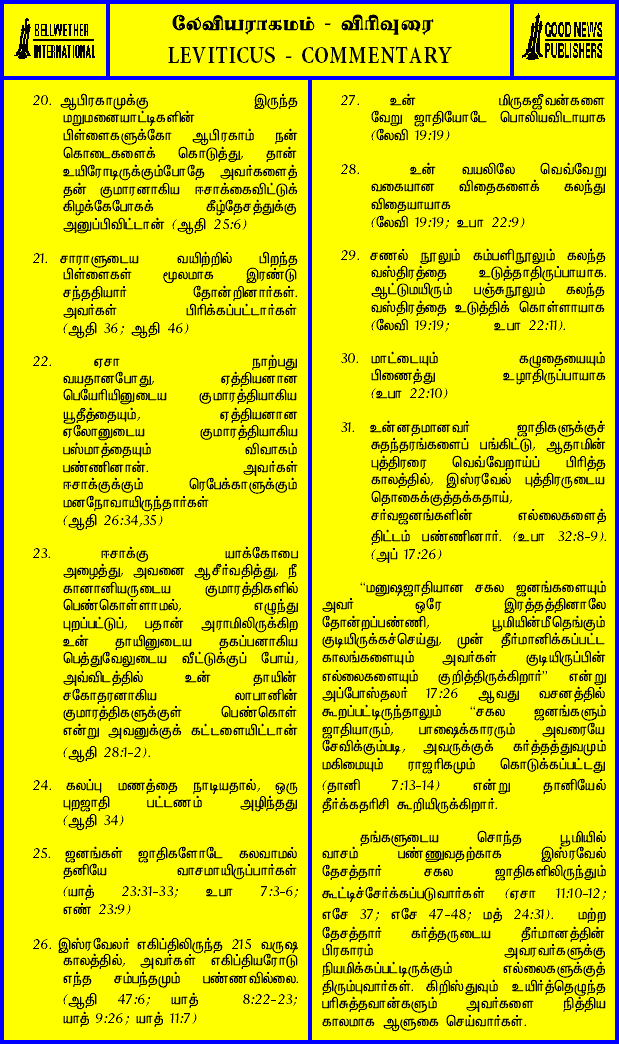 BELLWETHER
INTERNATIONAL
லேவியராகமம் - விரிவுரை
LEVITICUS - COMMENTARY
GOOD NEWS
PUBLISHERS
20. ஆபிரகாமுக்கு இருந்த
மறுமனையாட்டிகளின்
பிள்ளைகளுக்கோ ஆபிரகாம் நன்
கொடைகளைக் கொடுத்து, தான்
உயிரோடிருக்கும்போதே அவர்களைத்
தன் குமாரனாகிய ஈசாக்கைவிட்டுக்
கிழக்கேபோகக் கீழ்தேசத்துக்கு
அனுப்பிவிட்டான் (ஆதி 25:6)
21. சாராளுடைய வயிற்றில் பிறந்த
பிள்ளைகள் மூலமாக இரண்டு
சந்ததியார் தோன்றினார்கள்.
அவர்கள் பிரிக்கப்பட்டார்கள்
(ஆதி 36; ஆதி 46)
22. ஏசா நாற்பது
வயதானபோது, ஏத்தியனான
பெயேரியினுடைய குமாரத்தியாகிய
யூதீத்தையும், ஏத்தியனான
ஏலோனுடைய குமாரத்தியாகிய
பஸ்மாத்தையும் விவாகம்
பண்ணினான். அவர்கள்
ஈசாக்குக்கும் ரெபேக்காளுக்கும்
மனநோவாயிருந்தார்கள்
(ஆதி 26:34,35)
23. ஈசாக்கு யாக்கோபை
அழைத்து, அவனை ஆசீர்வதித்து, நீ
கானானியருடைய குமாரத்திகளில்
பெண்கொள்ளாமல், எழுந்து
புறப்பட்டுப், பதான் அராமிலிருக்கிற
உன் தாயினுடைய தகப்பனாகிய
பெத்துவேலுடைய வீட்டுக்குப் போய்,
அவ்விடத்தில் உன் தாயின்
சகோதரனாகிய லாபானின்
குமாரத்திகளுக்குள் பெண்கொள்
என்று அவனுக்குக் கட்டளையிட்டான்
(ஆதி 28:1-2).
24. கலப்பு மணத்தை நாடியதால், ஒரு
புறஜாதி பட்டணம் அழிந்தது
(ஆதி 34)
25. ஜனங்கள் ஜாதிகளோடே கலவாமல்
தனியே வாசமாயிருப்பார்கள்
(யாத் 23:31-33; உபா 7:3-6;
எண் 23:9)
26. இஸ்ரவேலர் எகிப்திலிருந்த 215 வருஷ
காலத்தில், அவர்கள் எகிப்தியரோடு
எந்த சம்பந்தமும் பண்ணவில்லை.
(ஆதி 47:6; யாத் 8:22-23;
யாத் 9:26; யாத் 11:7)
27. உன் மிருகஜீவன்களை
வேறு ஜாதியோடே பொலியவிடாயாக
(லேவி 19:19)
28. உன் வயலிலே வெவ்வேறு
வகையான விதைகளைக் கலந்து
விதையாயாக
(லேவி 19:19; உபா 22:9)
29. சணல் நூலும் கம்பளிநூலும் கலந்த
வஸ்திரத்தை உடுத்தாதிருப்பாயாக.
ஆட்டுமயிரும் பஞ்சுநூலும் கலந்த
வஸ்திரத்தை உடுத்திக் கொள்ளாயாக
(லேவி 19:19; உபா 22:11).
30. மாட்டையும் கழுதையையும்
பிணைத்து உழாதிருப்பாயாக
(உபா 22:10)
31. உன்னதமானவர் ஜாதிகளுக்குச்
சுதந்தரங்களைப் பங்கிட்டு, ஆதாமின்
புத்திரரை வெவ்வேறாய்ப் பிரித்த
காலத்தில், இஸ்ரவேல் புத்திரருடைய
தொகைக்குத்தக்கதாய்,
சர்வஜனங்களின் எல்லைகளைத்
திட்டம் பண்ணினார். (உபா 32:8-9).
(அப் 17:26)
“மனுஷஜாதியான சகல ஜனங்களையும்
அவர் ஒரே இரத்தத்தினாலே
தோன்றப்பண்ணி, பூமியின்மீதெங்கும்
குடியிருக்கச்செய்து, முன் தீர்மானிக்கப்பட்ட
காலங்களையும் அவர்கள் குடியிருப்பின்
எல்லைகளையும் குறித்திருக்கிறார்” என்று
அப்போஸ்தலர் 17:26 ஆவது வசனத்தில்
கூறப்பட்டிருந்தாலும் “சகல ஜனங்களும்
ஜாதியாரும், பாஷைக்காரரும் அவரையே
சேவிக்கும்படி, அவருக்குக் கர்த்தத்துவமும்
மகிமையும் ராஜரிகமும் கொடுக்கப்பட்டது
(தானி 7:13-14) என்று தானியேல்
தீர்க்கதரிசி கூறியிருக்கிறார்.
தங்களுடைய சொந்த பூமியில்
வாசம் பண்ணுவதற்காக இஸ்ரவேல்
தேசத்தார் சகல ஜாதிகளிலிருந்தும்
கூட்டிச்சேர்க்கப்படுவார்கள் (ஏசா 11:10-12;
எசே 37; எசே 47-48; மத் 24:31). மற்ற
தேசத்தார் கர்த்தருடைய தீர்மானத்தின்
பிரகாரம் அவரவர்களுக்கு
நியமிக்கப்பட்டிருக்கும் எல்லைகளுக்குத்
திரும்புவார்கள். கிறிஸ்துவும் உயிர்த்தெழுந்த
பரிசுத்தவான்களும் அவர்களை நித்திய
காலமாக ஆளுகை செய்வார்கள்.